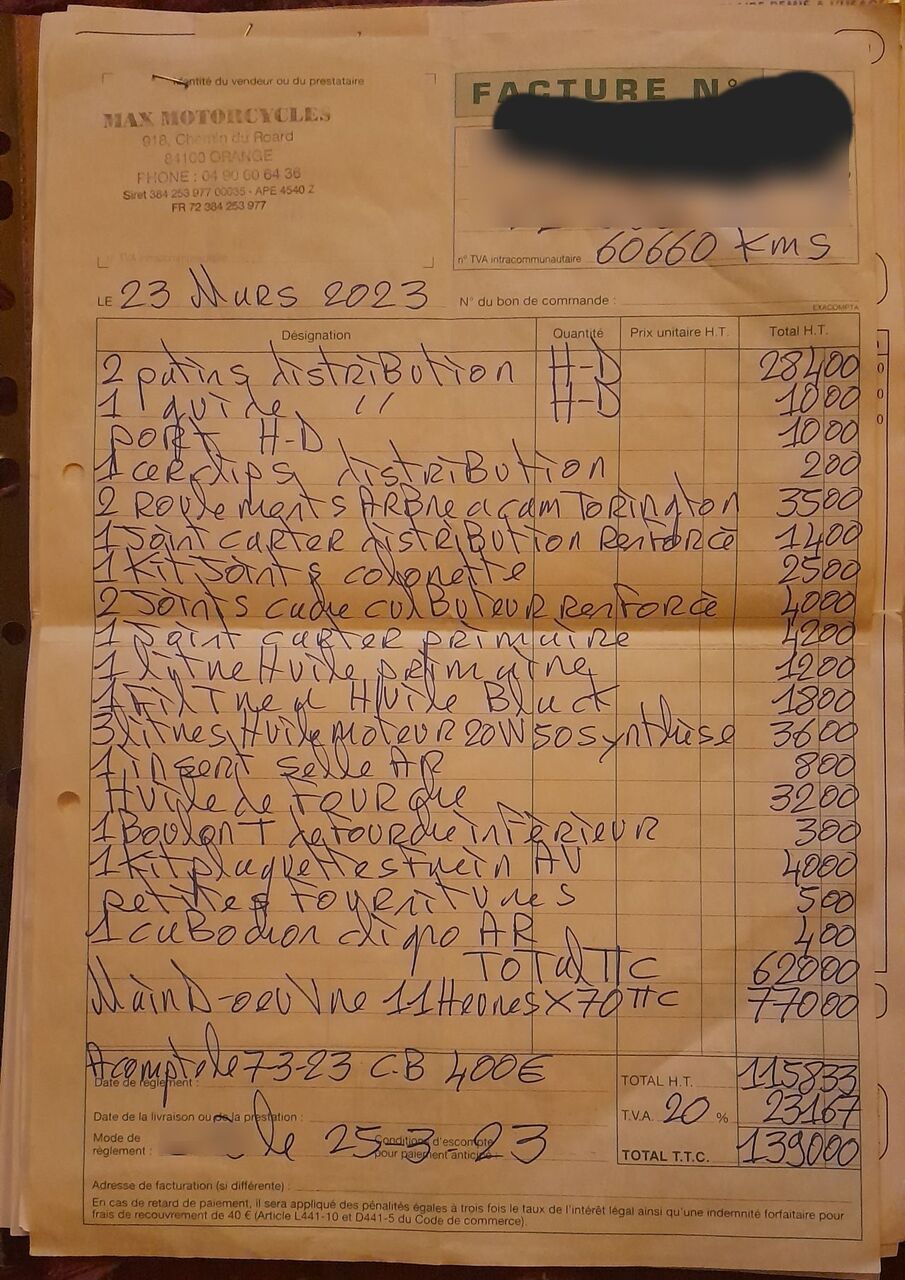 Identité du vendeur ou du prestataire
MAX MOTORCYCLES
918, Chemin du Roard
84100 ORANGE
PHONE : 04 90 60 64 36
Siret 384 253 977 00035 - APE 4540 Z
FR 72 384 253 977
FACTURE N°
n° TVA intracommunautaire 60660 kms
LE 23 Mars 2023 N° du bon de commande :
EXACOMPTA
Désignation Quantité Prix unitaire H.T. Total H.T.
2 patins distribution H-D 28400
1 guide // H-D 1000
port H-D 1000
1 cerclips distribution 200
2 Roulements ARBre a cam Torington 3500
1 Joint carter distribution Renforcè 1400
1 Kit Joints colonette 2500
2 Joints cache culbuteur Renforcè 4000
1 Joint carter primaire 4200
1 litre Huile primaire 1200
1 Filtre a Huile Black 1800
3 litres Huile moteur 20W50 synthèse 3600
1 insert selle AR 800
Huile de Fourche 3200
1 Boulon T de fourche infèrieur 300
1 Kit plaquettes frein AV 4000
petites fournitures 500
1 caBochon cligno AR 400
Total TTC 62000
Main D-oeuvre 11 Heures X 70 TTC 77000
Acompte le 7-3-23 C.B 400€
Date de règlement : TOTAL H.T. 115833
Date de la livraison ou de la prestation : T.V.A. 20 % 23167
Mode de règlement : le 25-3-23 Conditions d'escompte pour paiement anticipé : TOTAL T.T.C. 139000
Adresse de facturation (si différente) :
En cas de retard de paiement, il sera appliqué des pénalités égales à trois fois le taux de l'intérêt légal ainsi qu'une indemnité forfaitaire pour
frais de recouvrement de 40 € (Article L441-10 et D441-5 du Code de commerce).